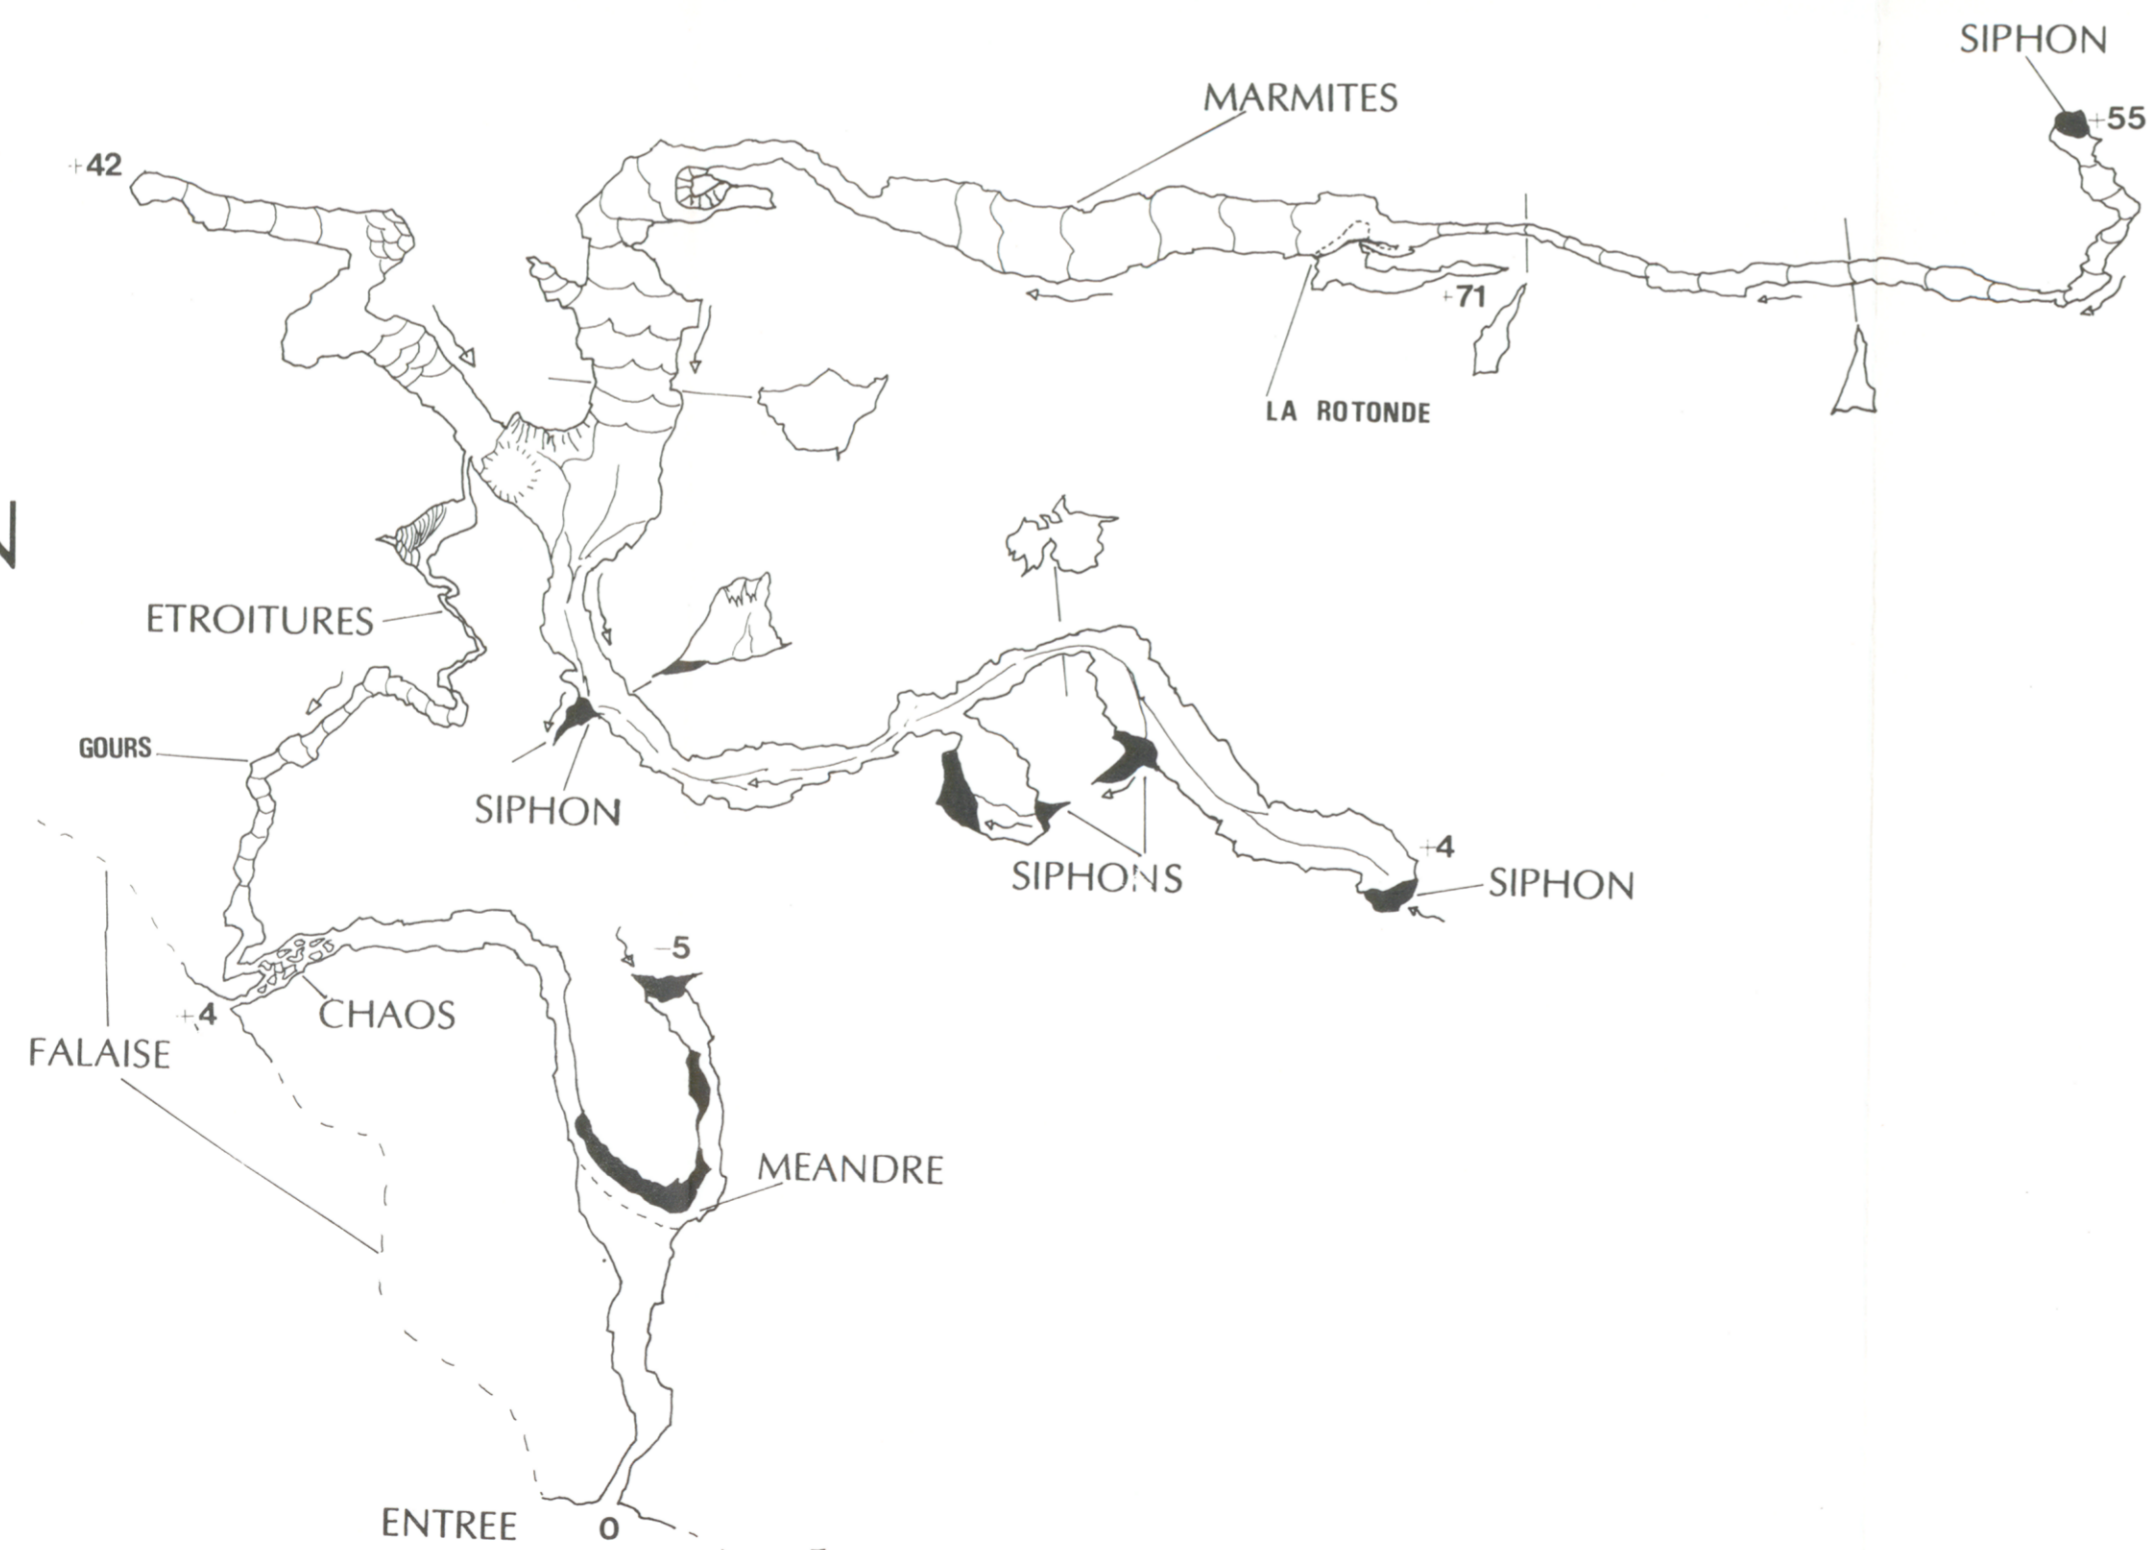 SIPHON
+55
MARMITES
+42
+71
LA ROTONDE
N
ETROITURES
GOURS
SIPHON
SIPHONS
+4
SIPHON
-5
+4
CHAOS
FALAISE
MEANDRE
ENTREE
0